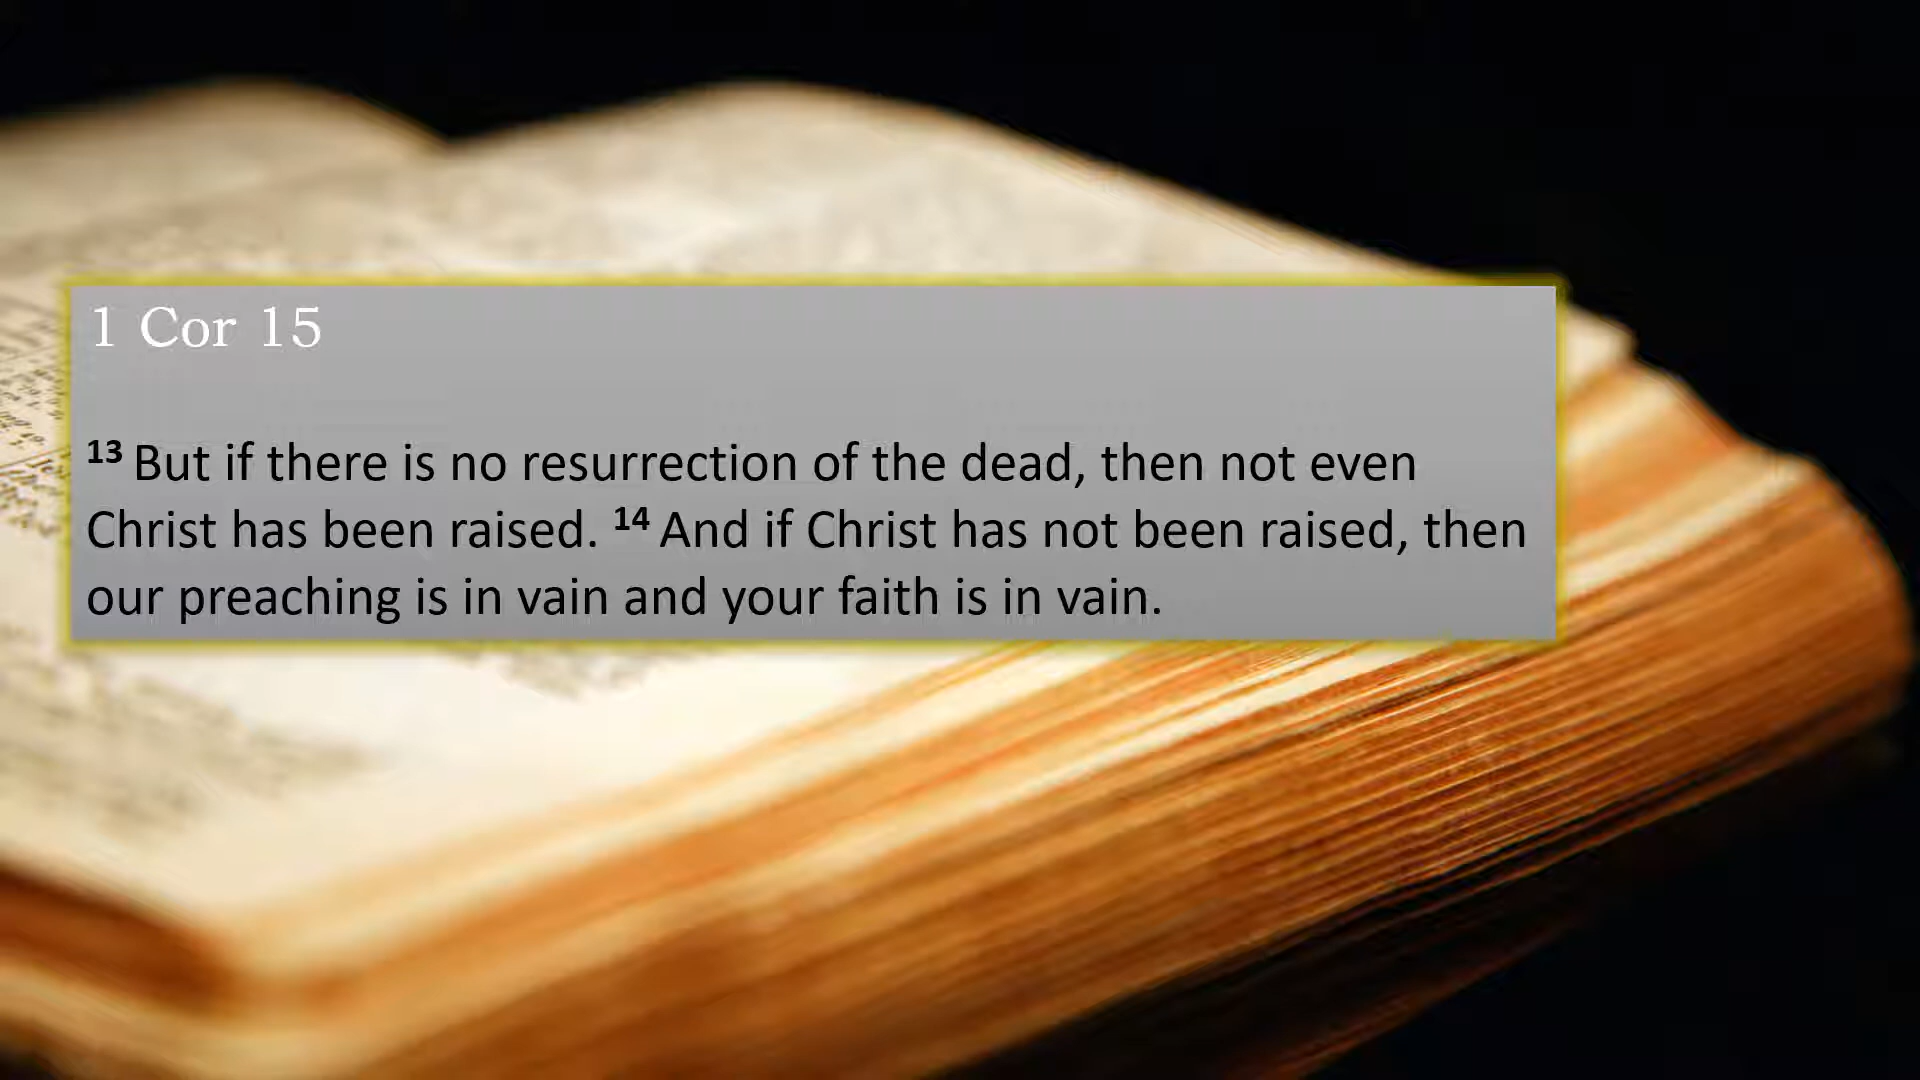 1 Cor 15
13 But if there is no resurrection of the dead, then not even
Christ has been raised. 14 And if Christ has not been raised, then
our preaching is in vain and your faith is in vain.